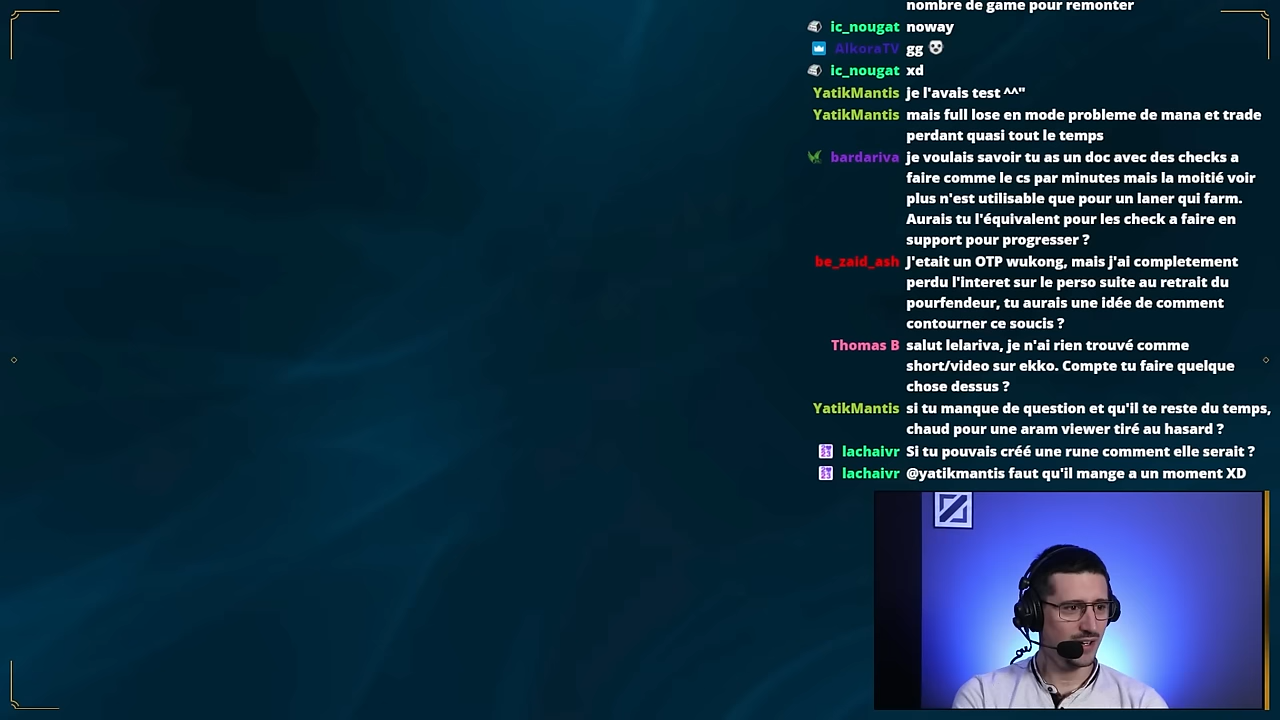 nombre de game pour remonter
ic_nougat noway
AlkoraTV gg
ic_nougat xd
YatikMantis je l'avais test ^^"
YatikMantis mais full lose en mode probleme de mana et trade
perdant quasi tout le temps
bardariva je voulais savoir tu as un doc avec des checks a
faire comme le cs par minutes mais la moitié voir
plus n'est utilisable que pour un laner qui farm.
Aurais tu l'équivalent pour les check a faire en
support pour progresser ?
be_zaid_ash J'etait un OTP wukong, mais j'ai completement
perdu l'interet sur le perso suite au retrait du
pourfendeur, tu aurais une idée de comment
contourner ce soucis ?
Thomas B salut lelariva, je n'ai rien trouvé comme
short/video sur ekko. Compte tu faire quelque
chose dessus ?
YatikMantis si tu manque de question et qu'il te reste du temps,
chaud pour une aram viewer tiré au hasard ?
lachaivr Si tu pouvais créé une rune comment elle serait ?
lachaivr @yatikmantis faut qu'il mange a un moment XD